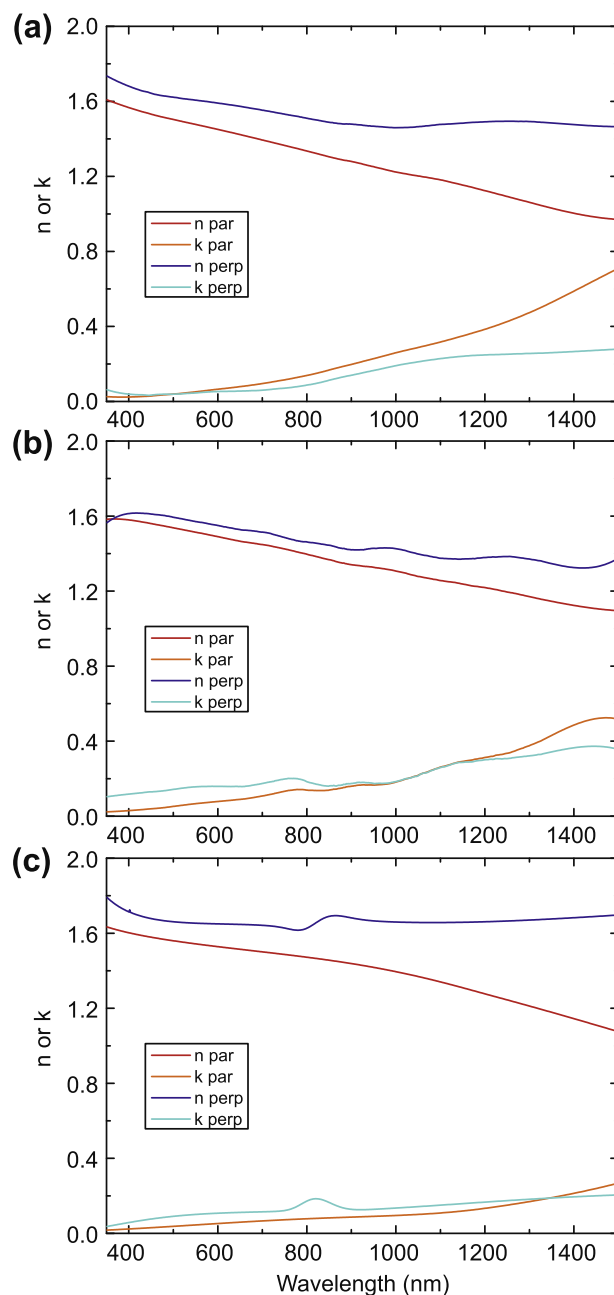 (a)
2.0
1.6
1.2
0.8
0.4
0.0
n or k
n par
k par
n perp
k perp
400 600 800 1000 1200 1400
(b)
2.0
1.6
1.2
0.8
0.4
0.0
n or k
n par
k par
n perp
k perp
400 600 800 1000 1200 1400
(c)
2.0
1.6
1.2
0.8
0.4
0.0
n or k
n par
k par
n perp
k perp
400 600 800 1000 1200 1400
Wavelength (nm)